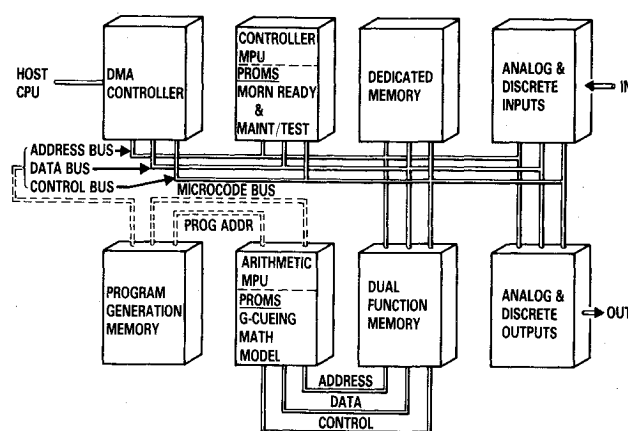 HOST
CPU
DMA
CONTROLLER
CONTROLLER
MPU
PROMS
MORN READY
&
MAINT/TEST
DEDICATED
MEMORY
ANALOG &
DISCRETE
INPUTS
IN
ADDRESS BUS
DATA BUS
CONTROL BUS
MICROCODE BUS
PROG ADDR
PROGRAM
GENERATION
MEMORY
ARITHMETIC
MPU
PROMS
G-CUEING
MATH
MODEL
DUAL
FUNCTION
MEMORY
ANALOG &
DISCRETE
OUTPUTS
OUT
ADDRESS
DATA
CONTROL